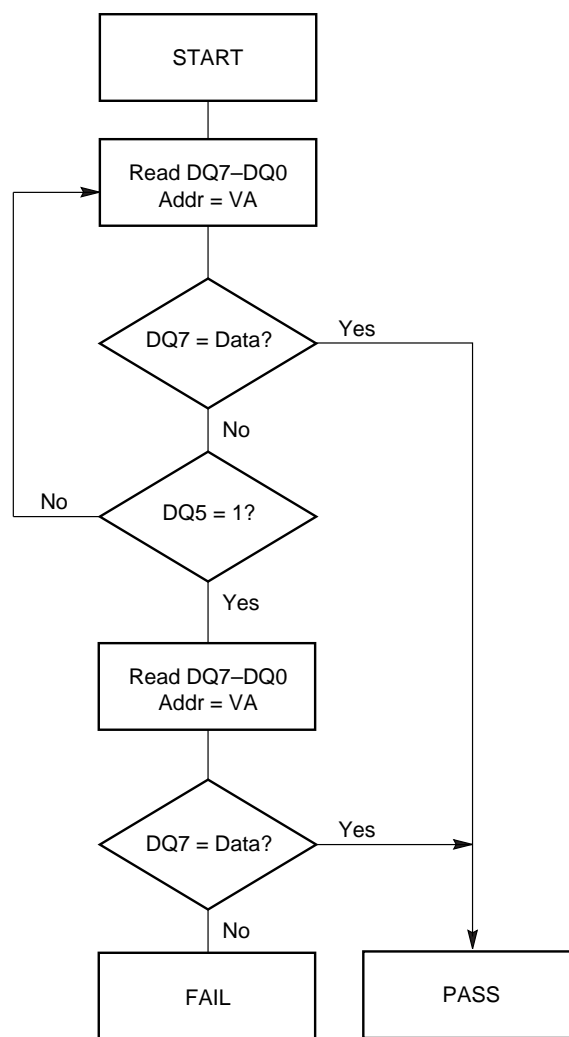 START
Read DQ7–DQ0
Addr = VA
DQ7 = Data?
Yes
No
DQ5 = 1?
No
Yes
Read DQ7–DQ0
Addr = VA
DQ7 = Data?
Yes
No
FAIL
PASS